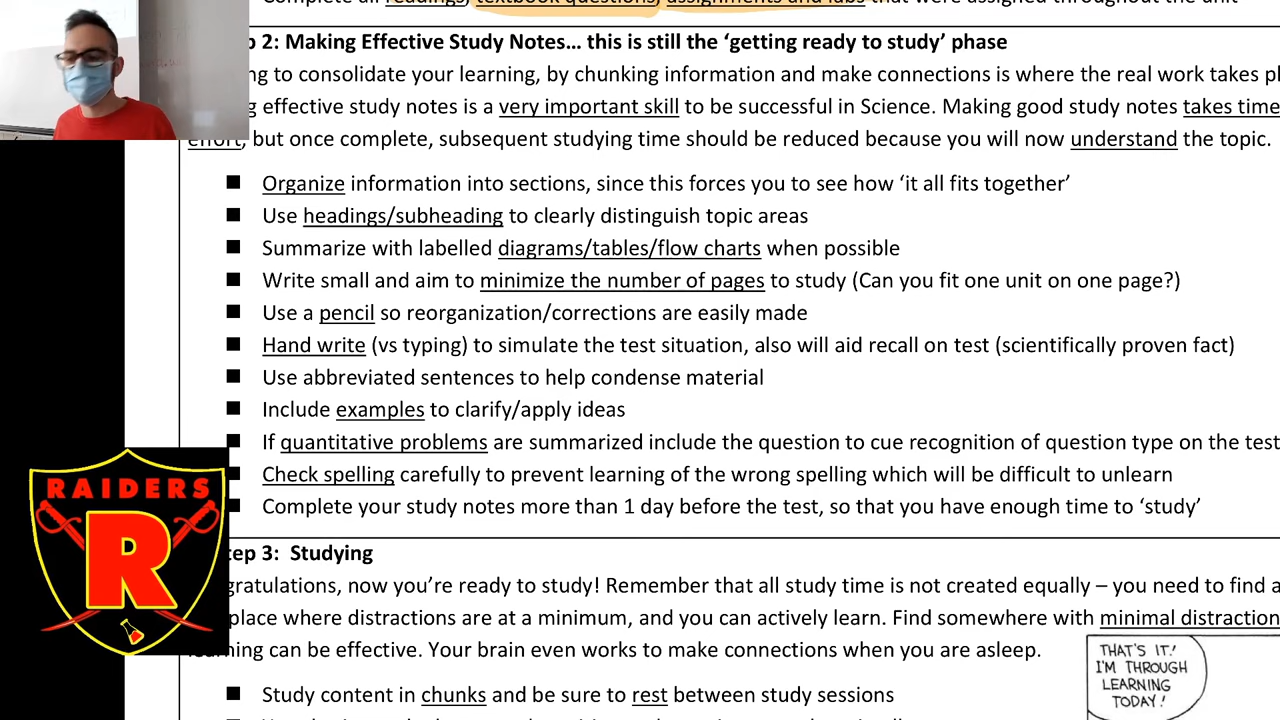 Complete all readings, textbook questions, assignments and labs that were assigned throughout the unit
2: Making Effective Study Notes… this is still the ‘getting ready to study’ phase
to consolidate your learning, by chunking information and make connections is where the real work takes
effective study notes is a very important skill to be successful in Science. Making good study notes takes time
effort, but once complete, subsequent studying time should be reduced because you will now understand the topic.
■ Organize information into sections, since this forces you to see how ‘it all fits together’
■ Use headings/subheading to clearly distinguish topic areas
■ Summarize with labelled diagrams/tables/flow charts when possible
■ Write small and aim to minimize the number of pages to study (Can you fit one unit on one page?)
■ Use a pencil so reorganization/corrections are easily made
■ Hand write (vs typing) to simulate the test situation, also will aid recall on test (scientifically proven fact)
■ Use abbreviated sentences to help condense material
■ Include examples to clarify/apply ideas
■ If quantitative problems are summarized include the question to cue recognition of question type on the test
■ Check spelling carefully to prevent learning of the wrong spelling which will be difficult to unlearn
■ Complete your study notes more than 1 day before the test, so that you have enough time to ‘study’
RAIDERS
R
tep 3: Studying
gratulations, now you’re ready to study! Remember that all study time is not created equally – you need to find a
place where distractions are at a minimum, and you can actively learn. Find somewhere with minimal distraction
learning can be effective. Your brain even works to make connections when you are asleep.
THAT'S IT!
I'M THROUGH
LEARNING
TODAY!
■ Study content in chunks and be sure to rest between study sessions